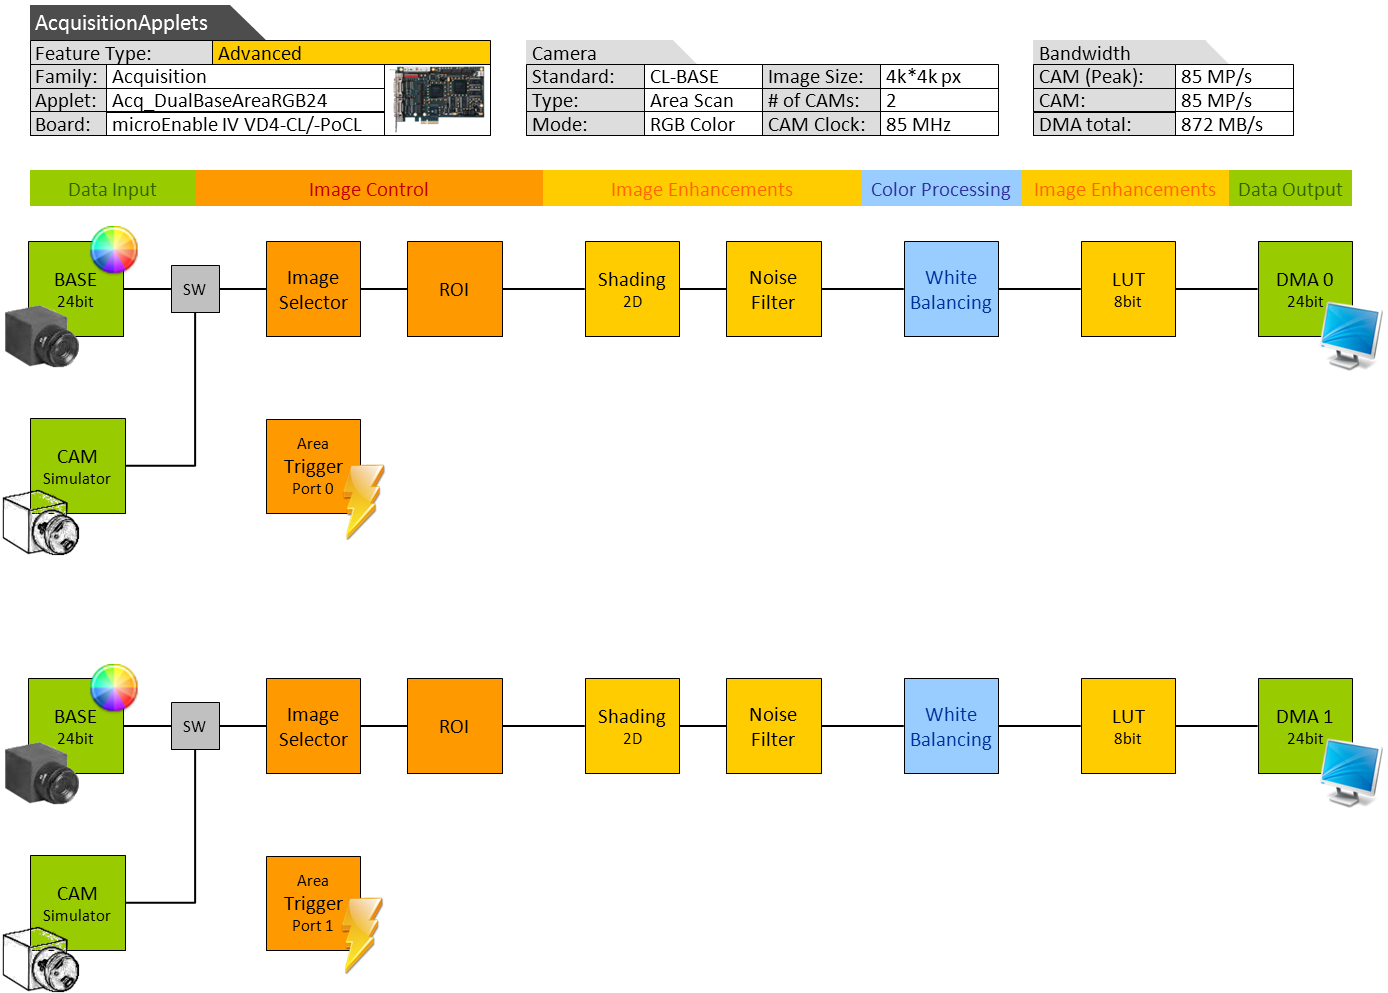 AcquisitionApplets
Feature Type: Advanced
Family: Acquisition
Applet: Acq_DualBaseAreaRGB24
Board: microEnable IV VD4-CL/-PoCL
Camera
Standard: CL-BASE Image Size: 4k*4k px
Type: Area Scan # of CAMs: 2
Mode: RGB Color CAM Clock: 85 MHz
Bandwidth
CAM (Peak): 85 MP/s
CAM: 85 MP/s
DMA total: 872 MB/s
Data Input Image Control Image Enhancements Color Processing Image Enhancements Data Output
BASE
24bit
SW
Image
Selector
ROI
Shading
2D
Noise
Filter
White
Balancing
LUT
8bit
DMA 0
24bit
CAM
Simulator
Area
Trigger
Port 0
BASE
24bit
SW
Image
Selector
ROI
Shading
2D
Noise
Filter
White
Balancing
LUT
8bit
DMA 1
24bit
CAM
Simulator
Area
Trigger
Port 1